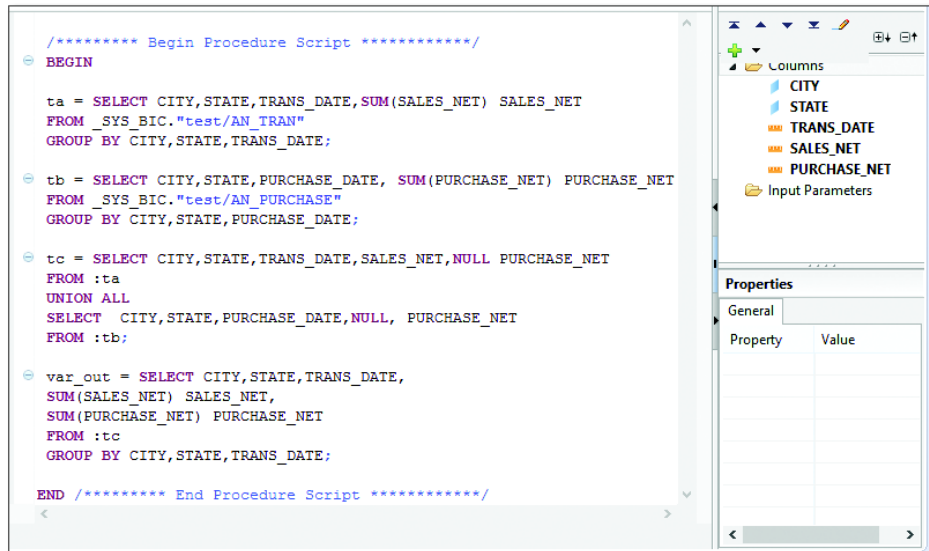 /********* Begin Procedure Script ************/
BEGIN
ta = SELECT CITY,STATE,TRANS_DATE,SUM(SALES_NET) SALES_NET
FROM _SYS_BIC."test/AN_TRAN"
GROUP BY CITY,STATE,TRANS_DATE;
tb = SELECT CITY,STATE,PURCHASE_DATE, SUM(PURCHASE_NET) PURCHASE_NET
FROM _SYS_BIC."test/AN_PURCHASE"
GROUP BY CITY,STATE,PURCHASE_DATE;
tc = SELECT CITY,STATE,TRANS_DATE,SALES_NET,NULL PURCHASE_NET
FROM :ta
UNION ALL
SELECT  CITY,STATE,PURCHASE_DATE,NULL, PURCHASE_NET
FROM :tb;
var_out = SELECT CITY,STATE,TRANS_DATE,
SUM(SALES_NET) SALES_NET,
SUM(PURCHASE_NET) PURCHASE_NET
FROM :tc
GROUP BY CITY,STATE,TRANS_DATE;
END /********* End Procedure Script ************/
Columns
CITY
STATE
TRANS_DATE
SALES_NET
PURCHASE_NET
Input Parameters
Properties
General
Property Value